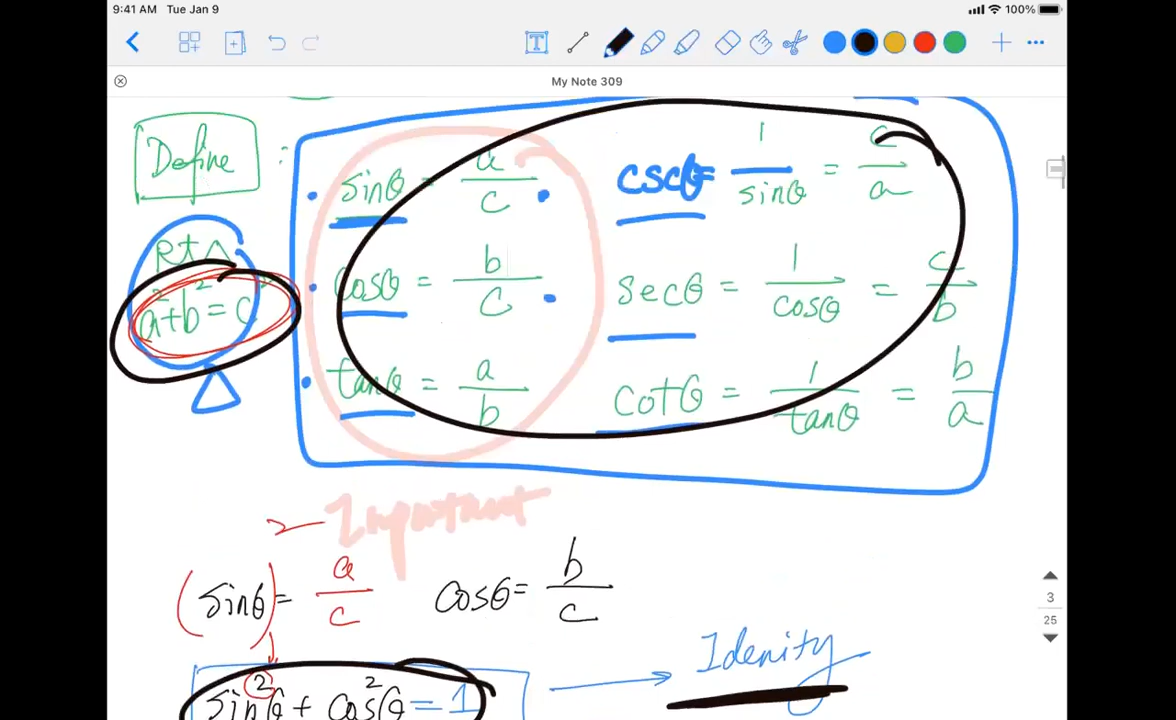 9:41 AM Tue Jan 9
100%
My Note 309
Define :
Rt △
a² + b² = c²
• sinθ = a/c
• cscθ = 1/sinθ = c/a
• cosθ = b/c
• secθ = 1/cosθ = c/b
• tanθ = a/b
cotθ = 1/tanθ = b/a
Important
(sinθ) = a/c
cosθ = b/c
sin²θ + cos²θ = 1
Idenity
3
25